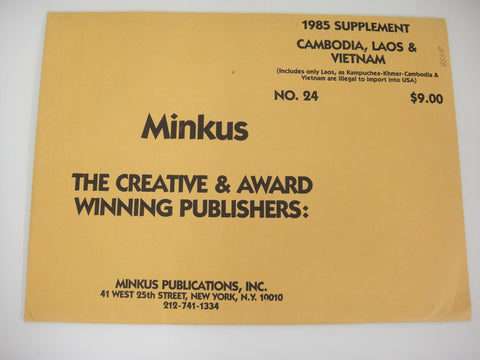 1985 SUPPLEMENT
CAMBODIA, LAOS &
VIETNAM
(Includes only Laos, as Kampuchea-Khmer-Cambodia &
Vietnam are illegal to import into USA)
NO. 24 $9.00
Minkus
THE CREATIVE & AWARD
WINNING PUBLISHERS:
MINKUS PUBLICATIONS, INC.
41 WEST 25th STREET, NEW YORK, N.Y. 10010
212-741-1334